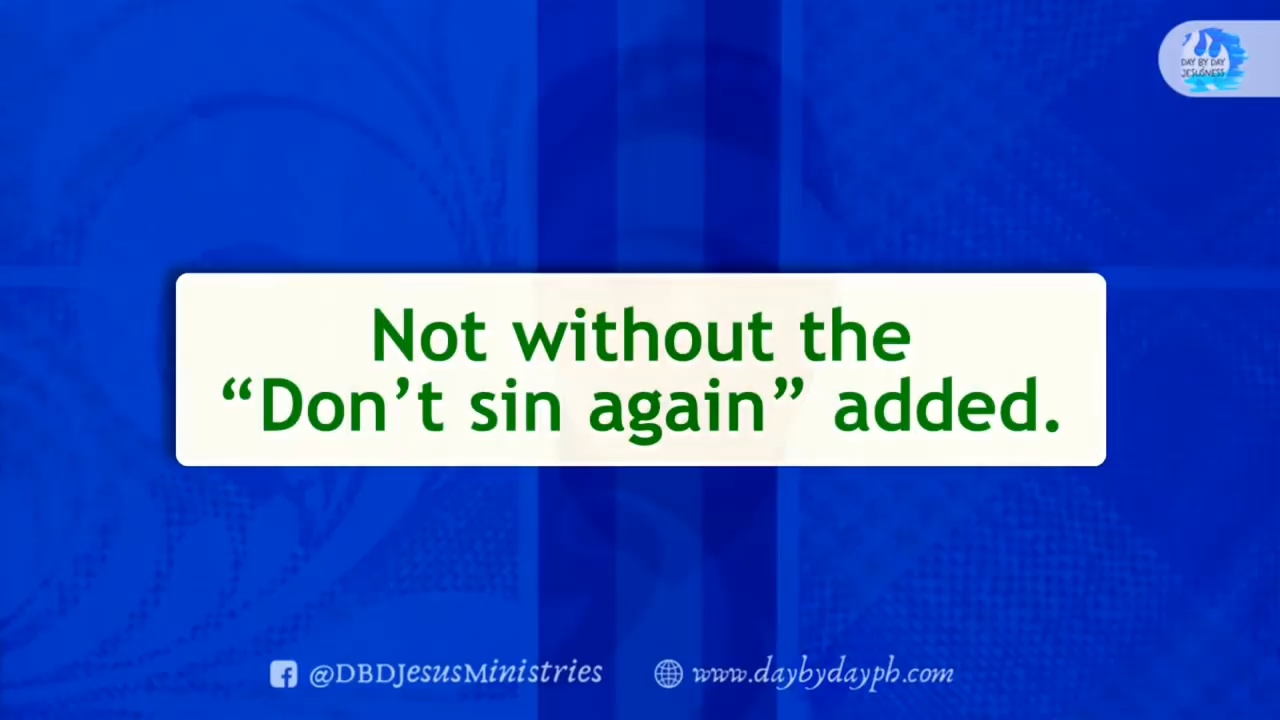 DAY BY DAY
JESUSNESS
Not without the
“Don’t sin again” added.
@DBDJesusMinistries
www.daybydayph.com